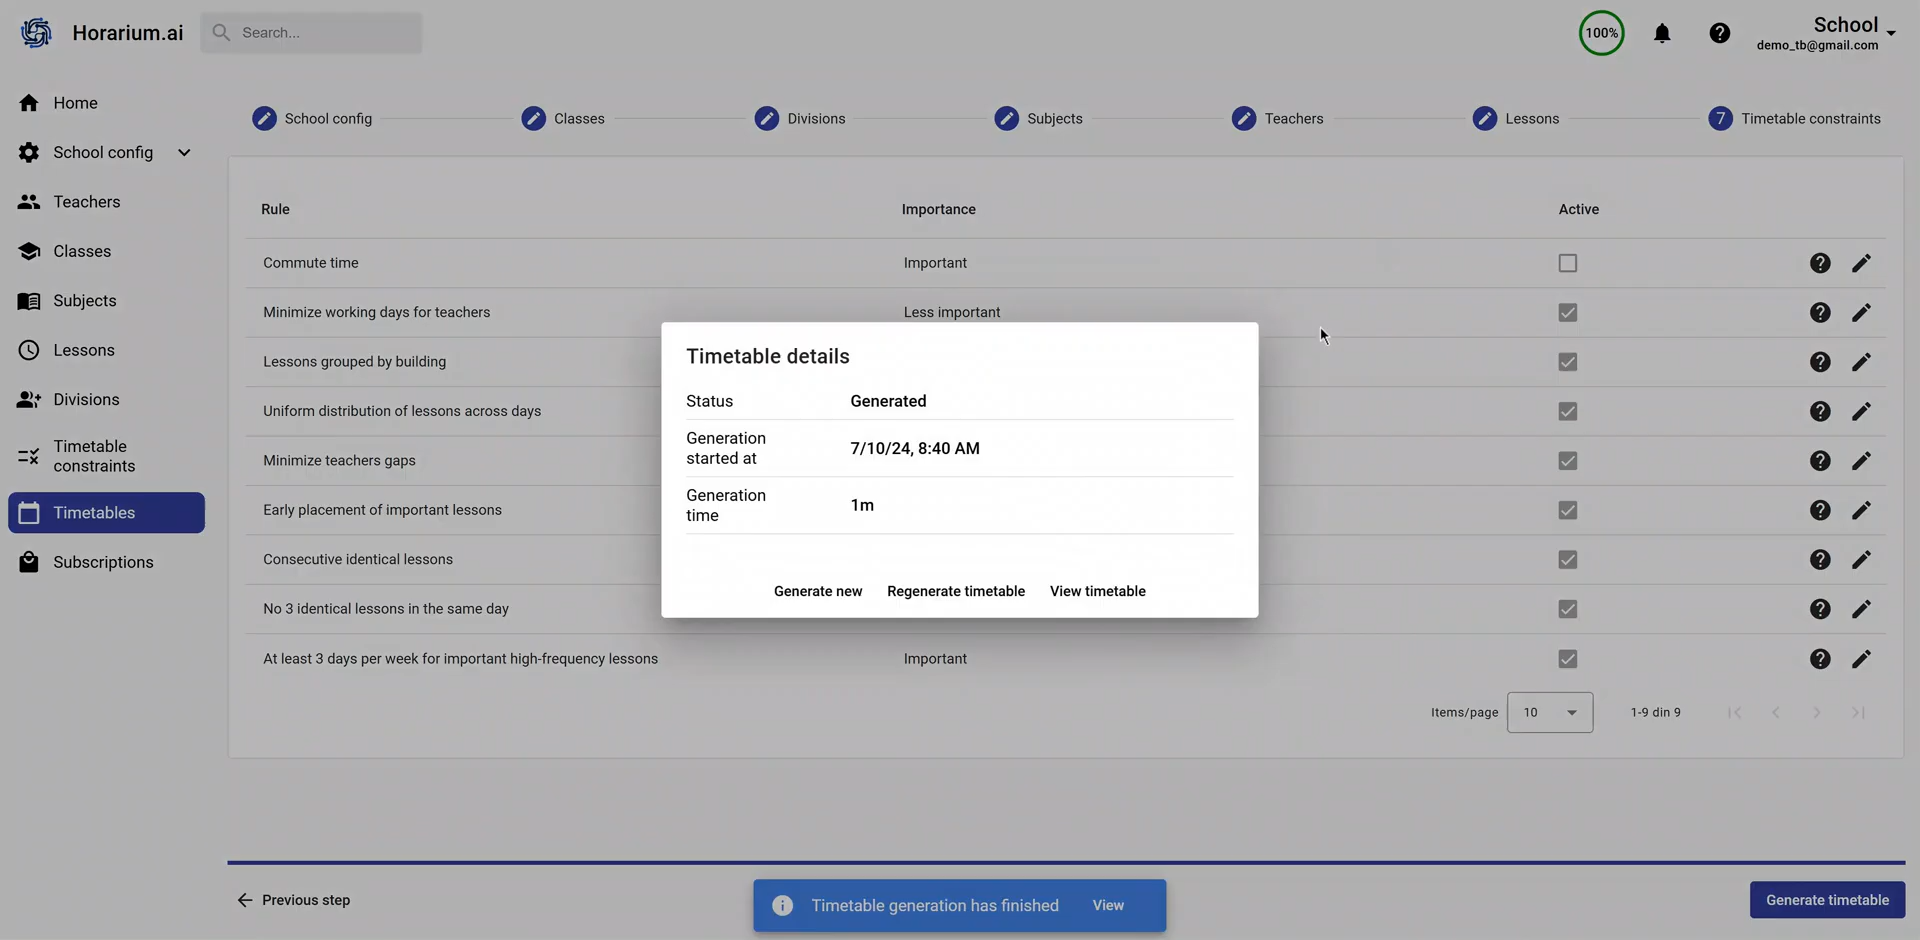 Horarium.ai
Search...
100%
School
demo_tb@gmail.com
Home
School config
Teachers
Classes
Subjects
Lessons
Divisions
Timetable
constraints
Timetables
Subscriptions
School config
Classes
Divisions
Subjects
Teachers
Lessons
7 Timetable constraints
Rule Importance Active
Commute time Important
Minimize working days for teachers Less important
Lessons grouped by building
Uniform distribution of lessons across days
Minimize teachers gaps
Early placement of important lessons
Consecutive identical lessons
No 3 identical lessons in the same day
At least 3 days per week for important high-frequency lessons Important
Items/page 10 1-9 din 9
Timetable details
Status Generated
Generation
started at
7/10/24, 8:40 AM
Generation
time
1m
Generate new Regenerate timetable View timetable
Previous step
Timetable generation has finished View
Generate timetable